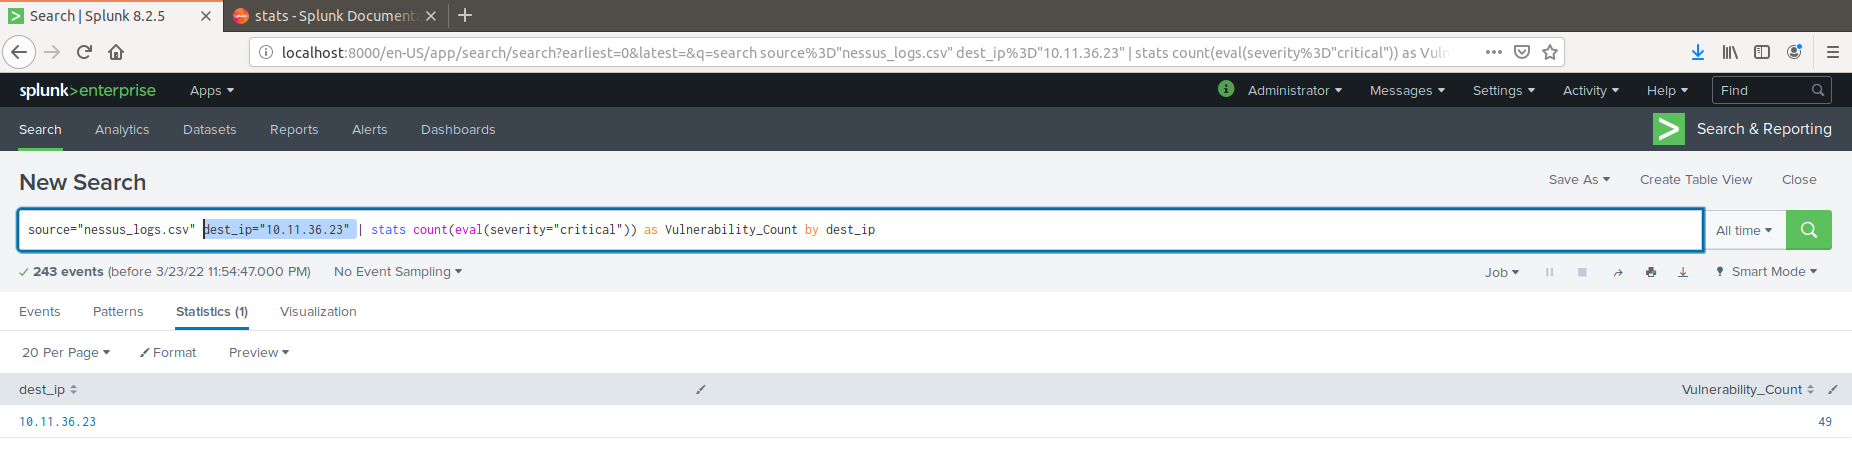 Search | Splunk 8.2.5
stats - Splunk Document
localhost:8000/en-US/app/search/search?earliest=0&latest=&q=search source%3D"nessus_logs.csv" dest_ip%3D"10.11.36.23" | stats count(eval(severity%3D"critical")) as Vuln
splunk>enterprise Apps Administrator Messages Settings Activity Help Find
Search Analytics Datasets Reports Alerts Dashboards Search & Reporting
New Search Save As Create Table View Close
source="nessus_logs.csv" dest_ip="10.11.36.23" | stats count(eval(severity="critical")) as Vulnerability_Count by dest_ip All time
243 events (before 3/23/22 11:54:47.000 PM) No Event Sampling Job Smart Mode
Events Patterns Statistics (1) Visualization
20 Per Page Format Preview
dest_ip Vulnerability_Count
10.11.36.23 49